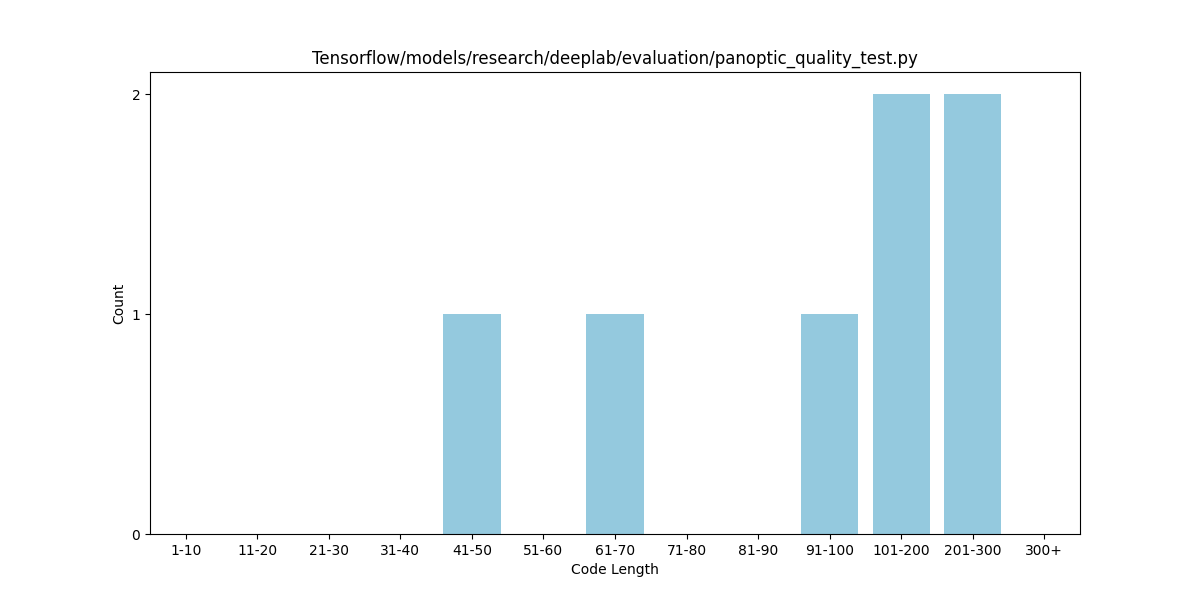 Tensorflow/models/research/deeplab/evaluation/panoptic_quality_test.py
2
1
0
Count
1-10 11-20 21-30 31-40 41-50 51-60 61-70 71-80 81-90 91-100 101-200 201-300 300+
Code Length